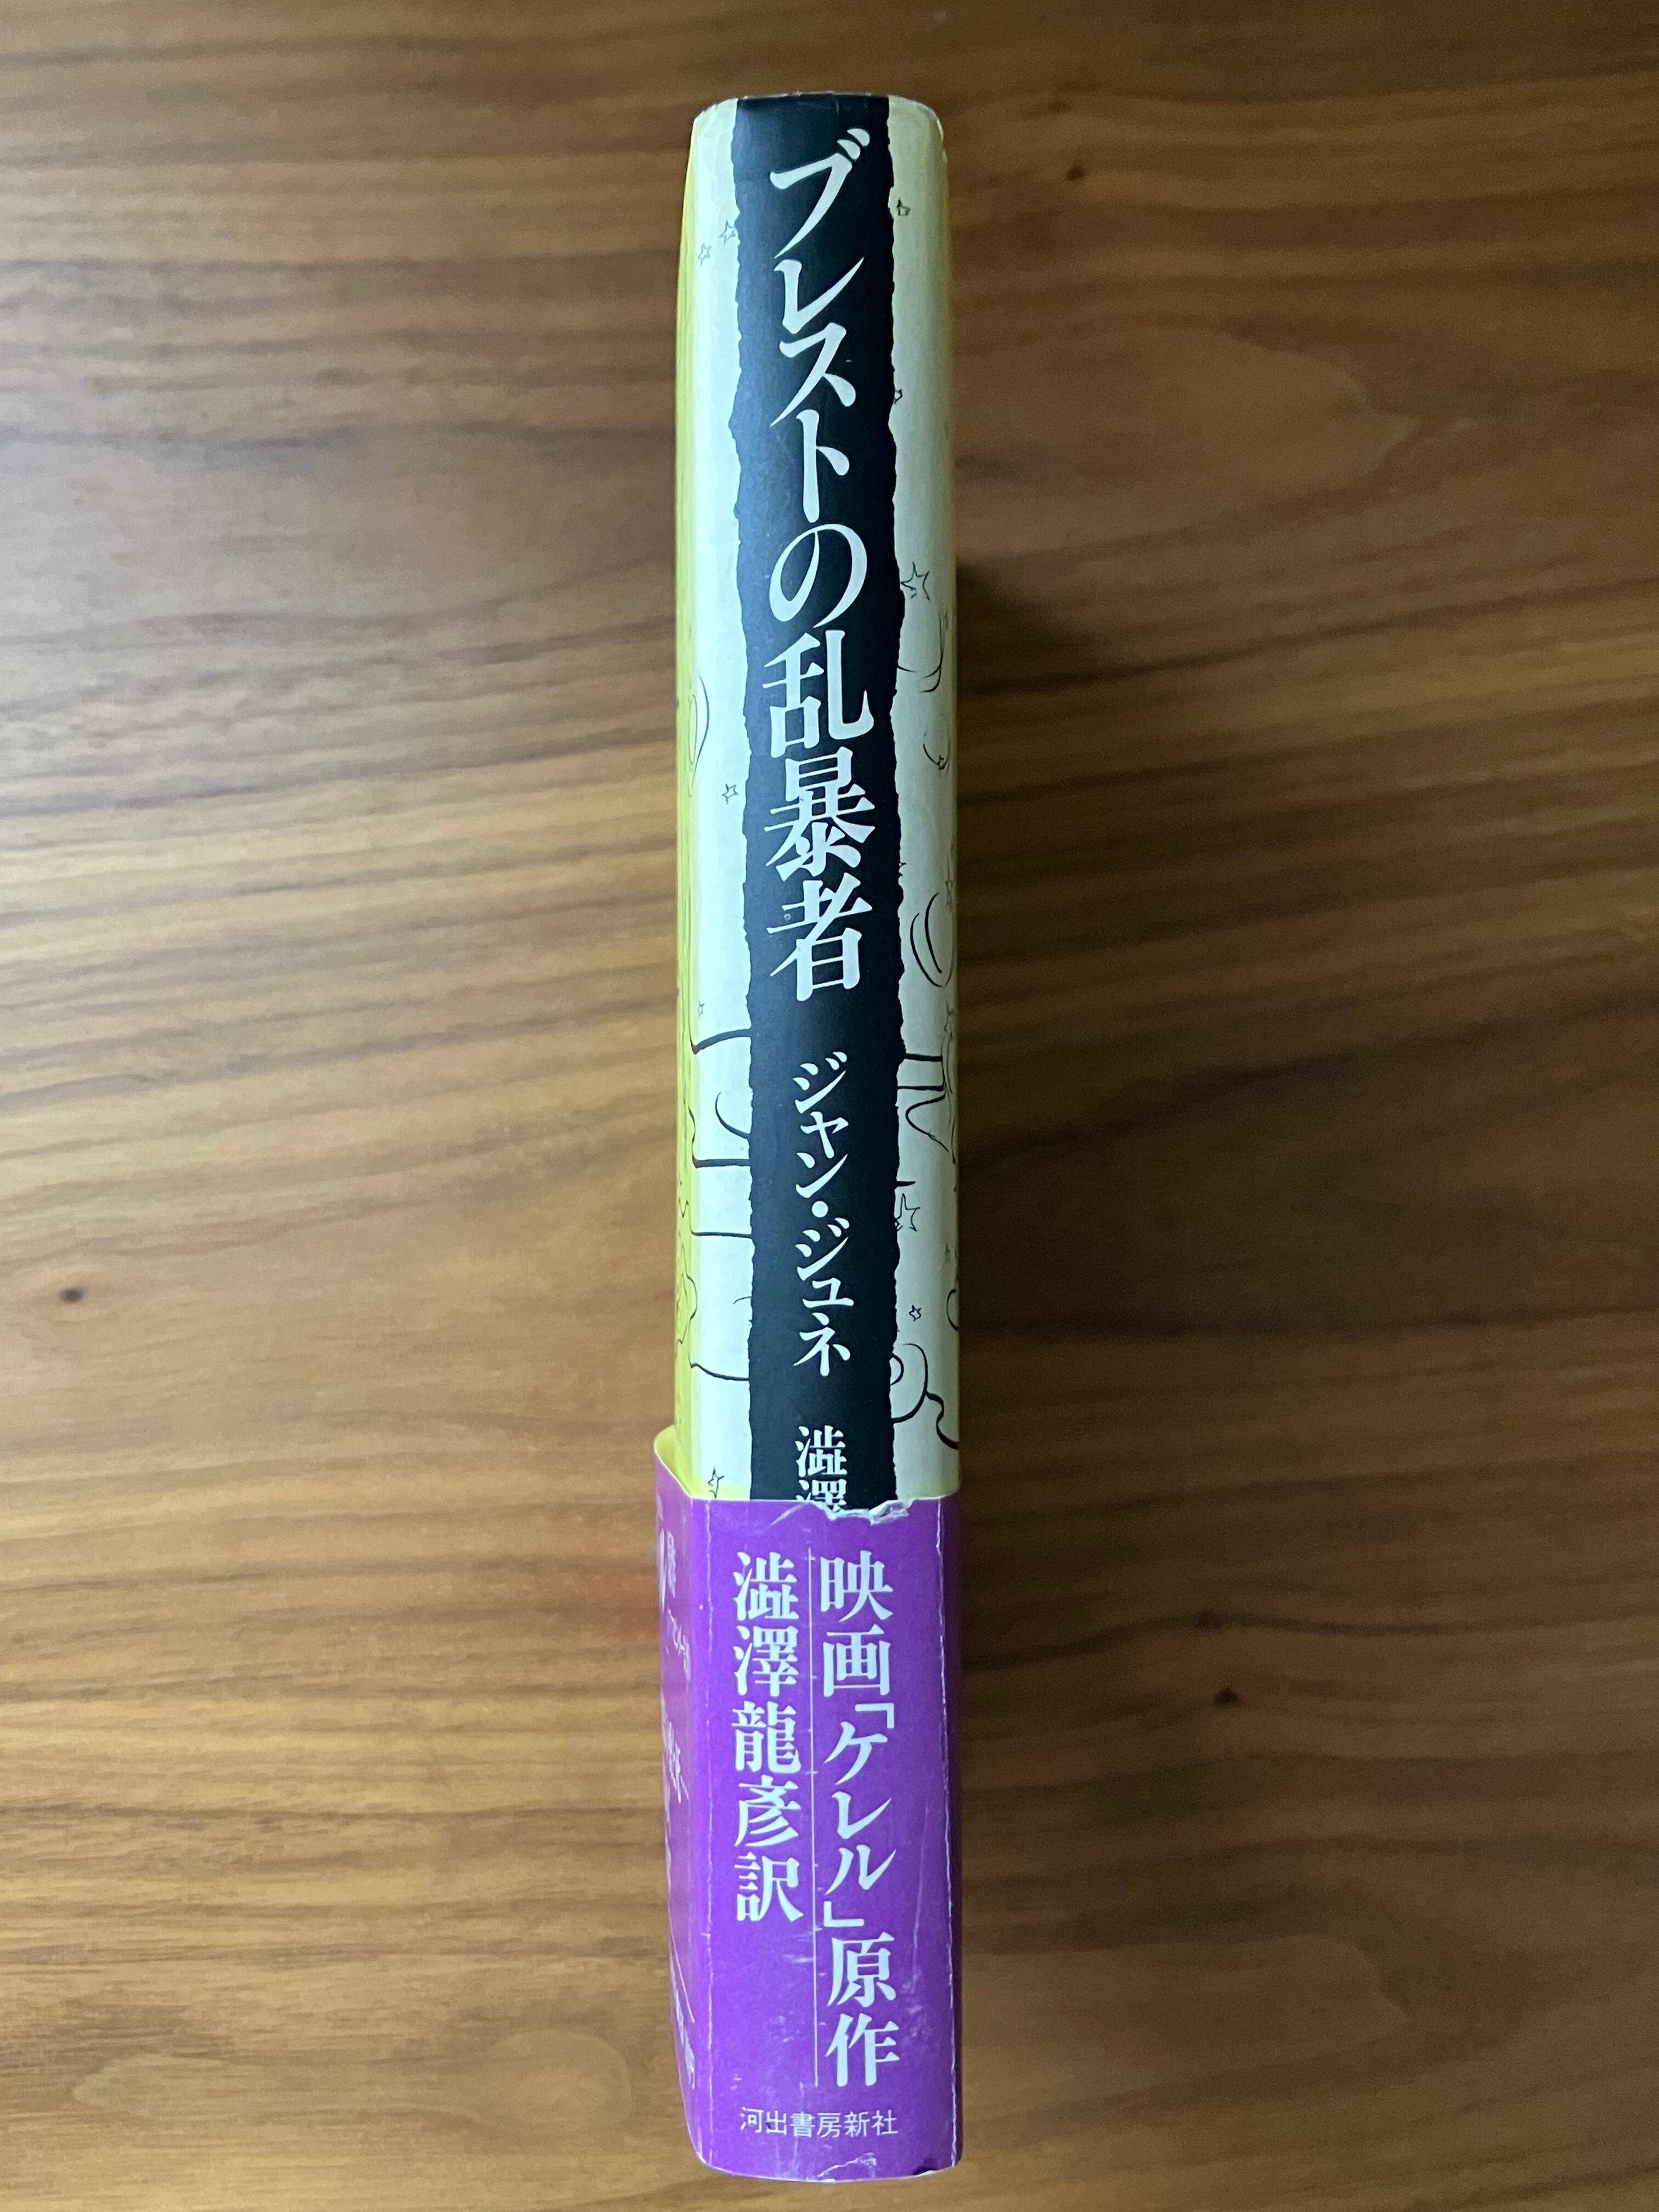 ブレストの乱暴者
ジャン・ジュネ
澁澤
映画「ケレル」原作
澁澤龍彥訳
河出書房新社